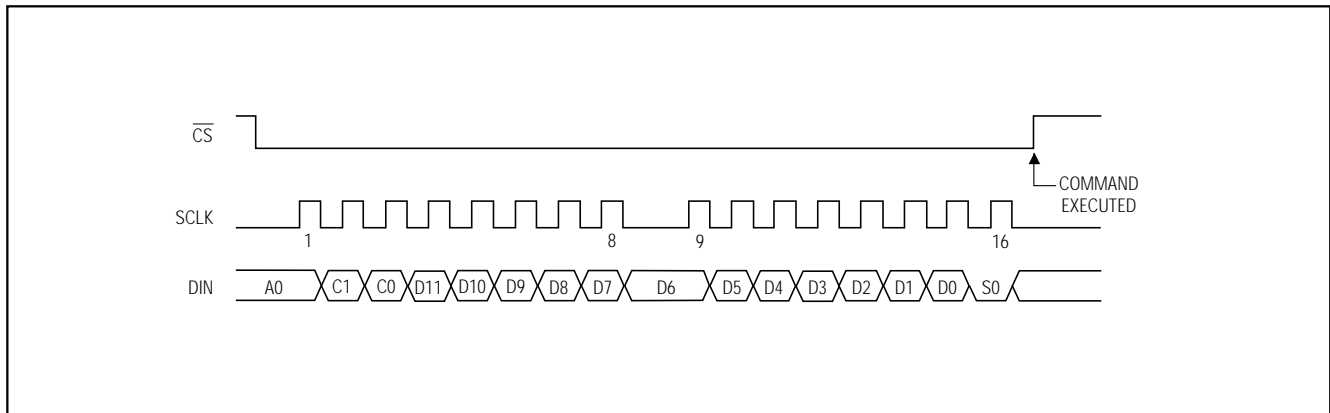 CS
COMMAND
EXECUTED
SCLK
1 8 9 16
DIN A0 C1 C0 D11 D10 D9 D8 D7 D6 D5 D4 D3 D2 D1 D0 S0